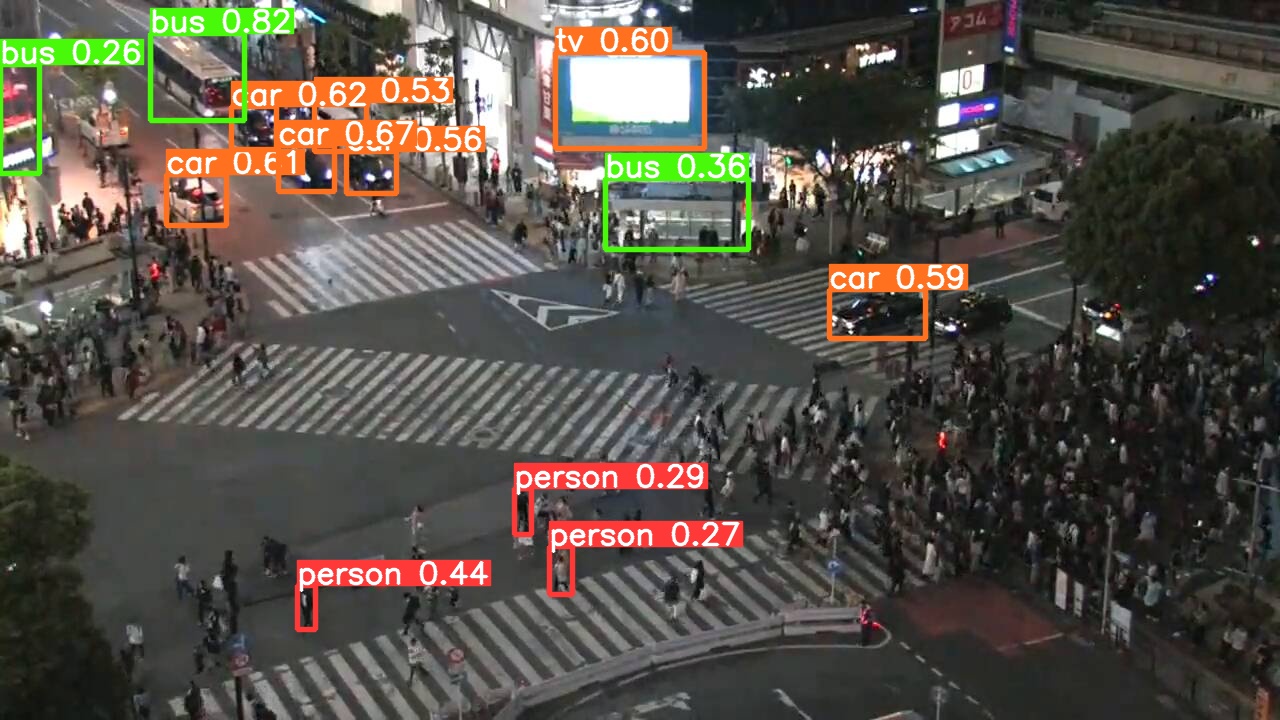 bus 0.82
bus 0.26
tv 0.60
car 0.62
0.53
car 0.67
0.56
car 0.61
bus 0.36
car 0.59
person 0.29
person 0.27
person 0.44
アコム